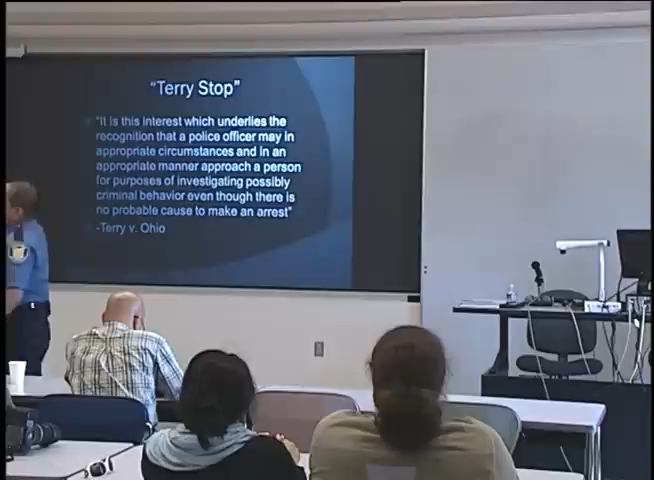 “Terry Stop”
"It is this interest which underlies the
recognition that a police officer may in
appropriate circumstances and in an
appropriate manner approach a person
for purposes of investigating possibly
criminal behavior even though there is
no probable cause to make an arrest"
-Terry v. Ohio